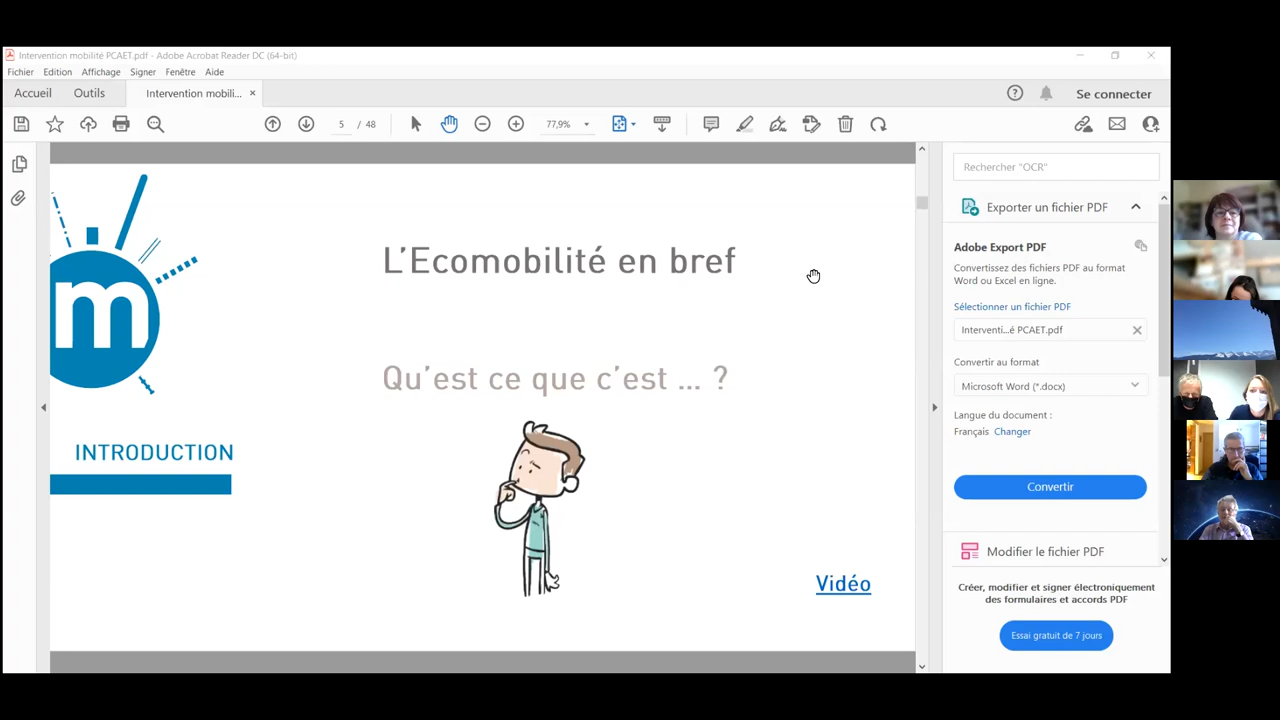 Intervention mobilité PCAET.pdf - Adobe Acrobat Reader DC (64-bit)
Fichier Edition Affichage Signer Fenêtre Aide
Accueil Outils Intervention mobili... × Se connecter
5 / 48 77,9%
m
INTRODUCTION
L’Ecomobilité en bref
Qu’est ce que c’est ... ?
Vidéo
Rechercher "OCR"
Exporter un fichier PDF
Adobe Export PDF
Convertissez des fichiers PDF au format
Word ou Excel en ligne.
Sélectionner un fichier PDF
Interventi...é PCAET.pdf
Convertir au format
Microsoft Word (*.docx)
Langue du document :
Français Changer
Convertir
Modifier le fichier PDF
Créer, modifier et signer électroniquement
des formulaires et accords PDF
Essai gratuit de 7 jours